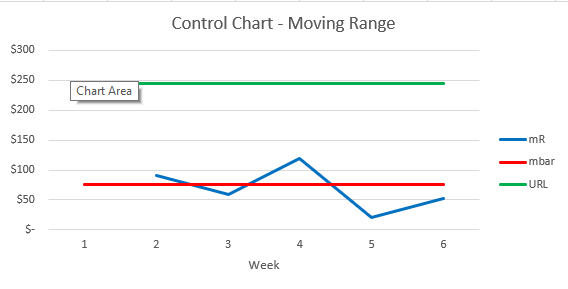 Control Chart - Moving Range
$300
$250
Chart Area
$200
$150
$100
$50
$-
1 2 3 4 5 6
Week
mR
mbar
URL